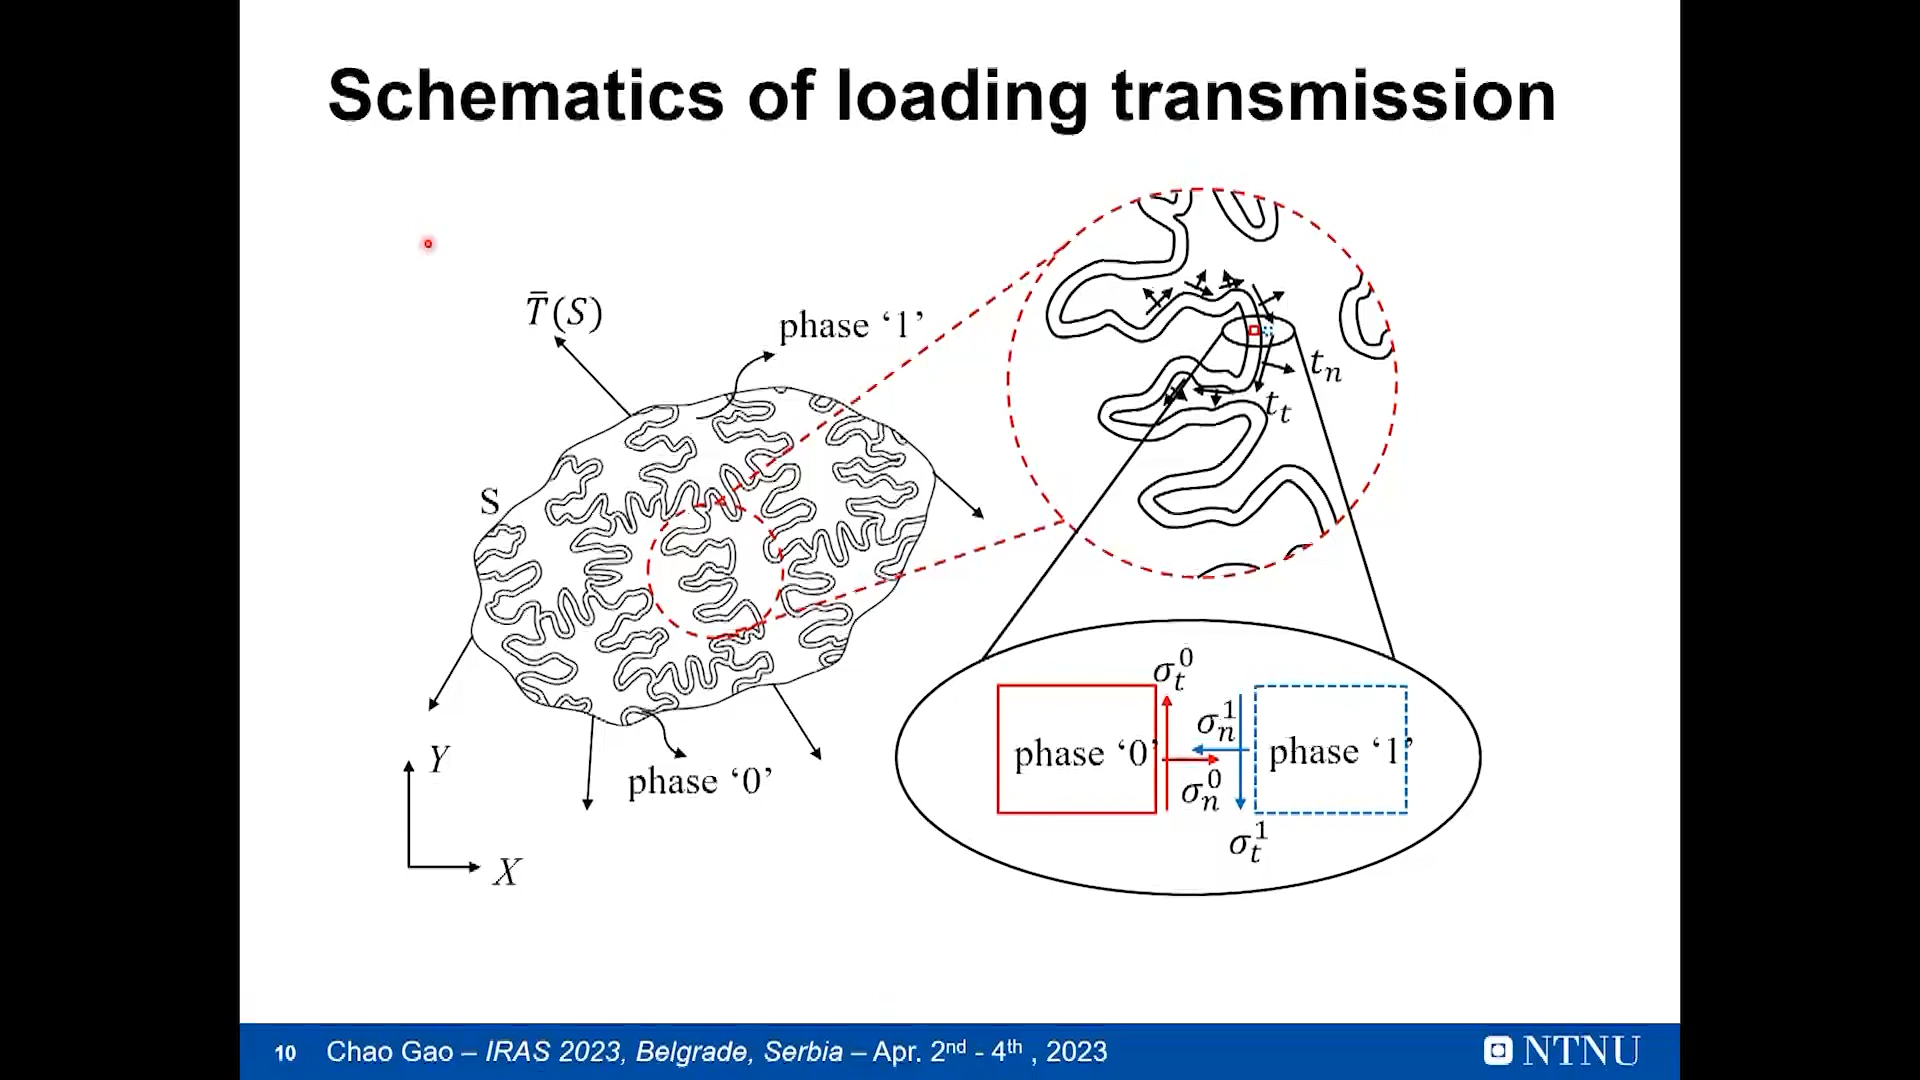 Schematics of loading transmission
T̄(S)
phase ‘1’
S
phase ‘0’
Y
X
tₙ
tₜ
σₜ⁰
σₙ¹
phase ‘0’
phase ‘1’
σₙ⁰
σₜ¹
10 Chao Gao – IRAS 2023, Belgrade, Serbia – Apr. 2nd - 4th , 2023
NTNU